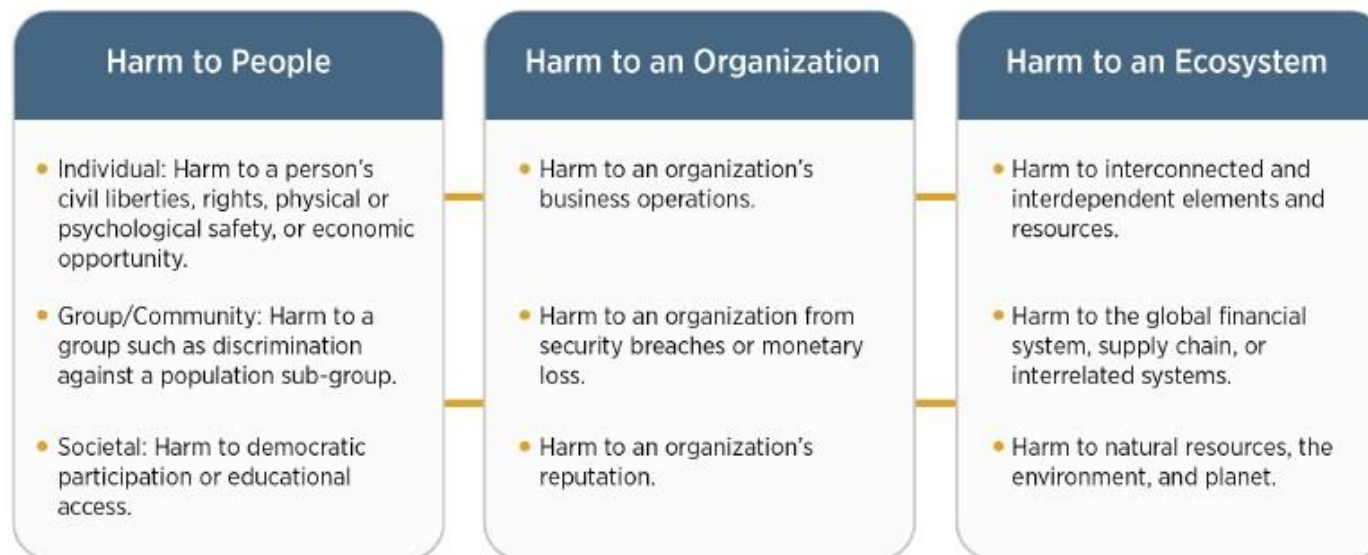 Harm to People
• Individual: Harm to a person's
civil liberties, rights, physical or
psychological safety, or economic
opportunity.
• Group/Community: Harm to a
group such as discrimination
against a population sub-group.
• Societal: Harm to democratic
participation or educational
access.
Harm to an Organization
• Harm to an organization's
business operations.
• Harm to an organization from
security breaches or monetary
loss.
• Harm to an organization's
reputation.
Harm to an Ecosystem
• Harm to interconnected and
interdependent elements and
resources.
• Harm to the global financial
system, supply chain, or
interrelated systems.
• Harm to natural resources, the
environment, and planet.